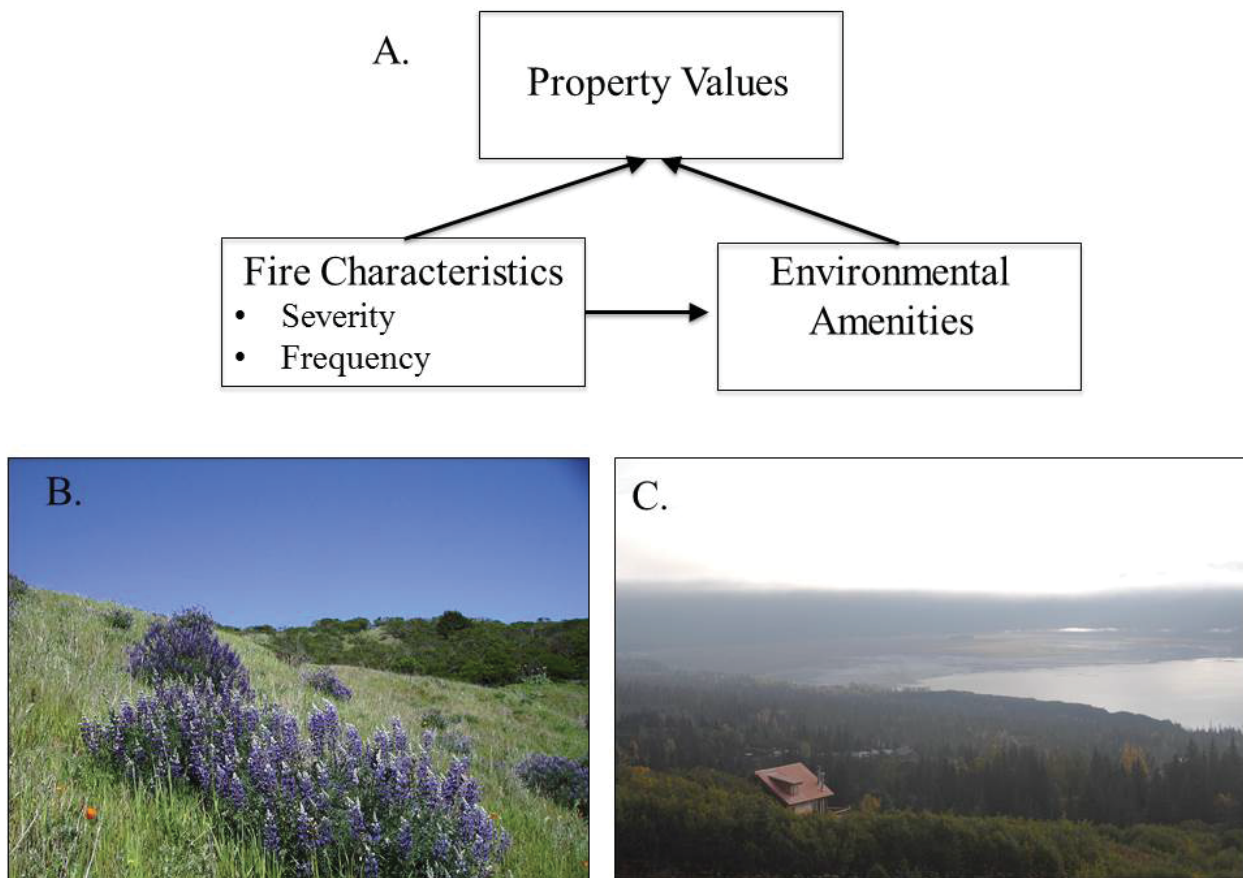 A.
Property Values
Fire Characteristics
• Severity
• Frequency
Environmental
Amenities
B.
C.